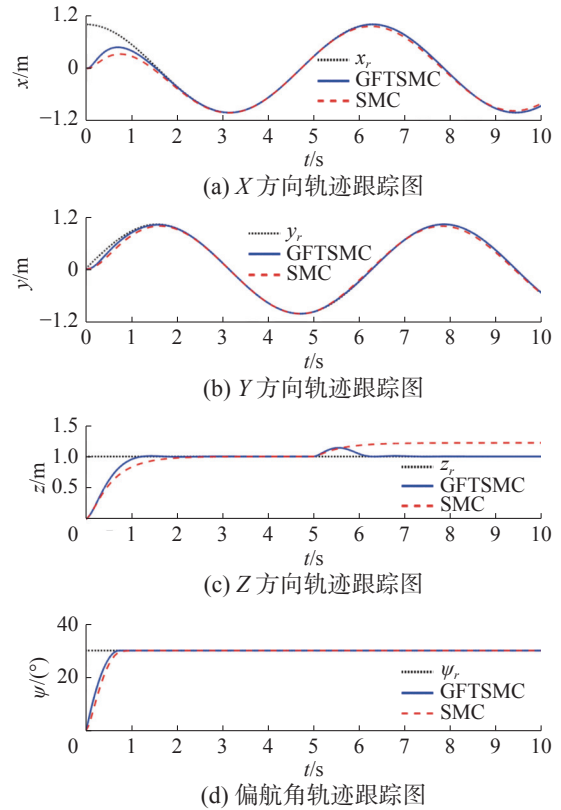 1.2
x/m
0
−1.2
x_r
GFTSMC
SMC
0 1 2 3 4 5 6 7 8 9 10
t/s
(a) X 方向轨迹跟踪图
1.2
y/m
0
−1.2
y_r
GFTSMC
SMC
0 1 2 3 4 5 6 7 8 9 10
t/s
(b) Y 方向轨迹跟踪图
1.5
1.0
z/m
0.5
z_r
GFTSMC
SMC
0 1 2 3 4 5 6 7 8 9 10
t/s
(c) Z 方向轨迹跟踪图
40
ψ/(°)
20
ψ_r
GFTSMC
SMC
0 1 2 3 4 5 6 7 8 9 10
t/s
(d) 偏航角轨迹跟踪图